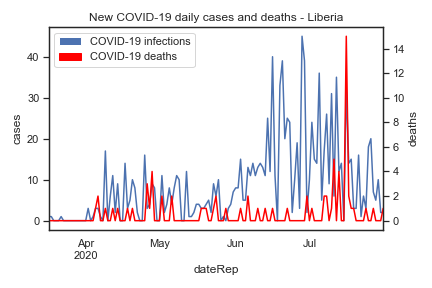 New COVID-19 daily cases and deaths - Liberia
COVID-19 infections
COVID-19 deaths
cases
deaths
40
30
20
10
0
14
12
10
8
6
4
2
0
Apr
2020
May
Jun
Jul
dateRep